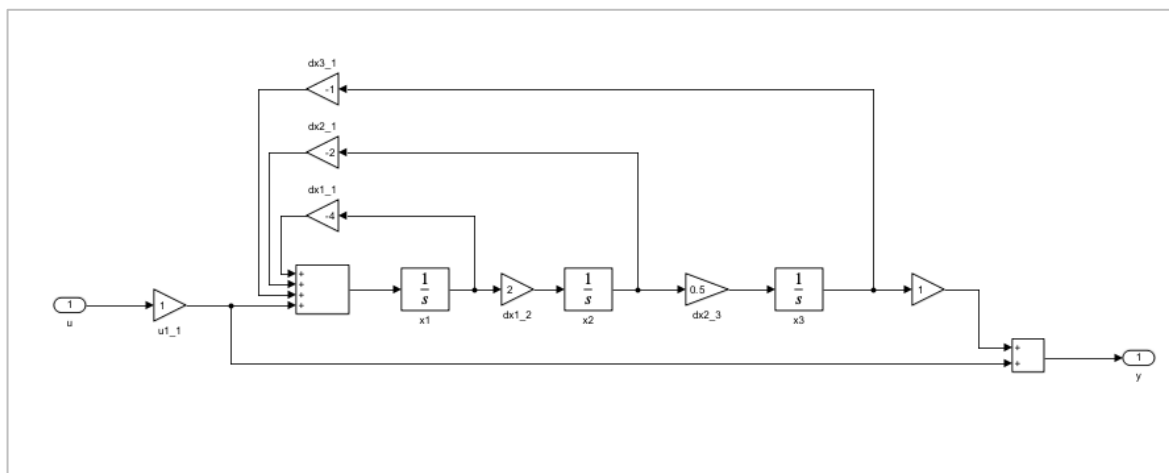 dx3_1
-1
dx2_1
-2
dx1_1
-4
+
+
+
+
1
u
1
u1_1
1
s
x1
2
dx1_2
1
s
x2
0.5
dx2_3
1
s
x3
1
+
+
1
y